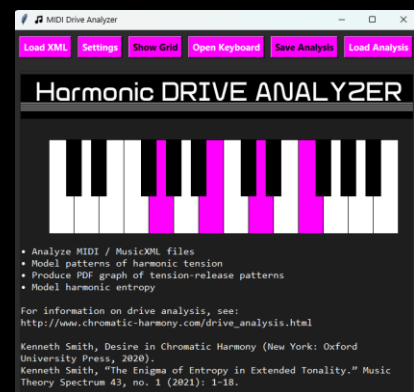 MIDI Drive Analyzer
Load XML Settings Show Grid Open Keyboard Save Analysis Load Analysis
Harmonic DRIVE ANALYZER
• Analyze MIDI / MusicXML files
• Model patterns of harmonic tension
• Produce PDF graph of tension-release patterns
• Model harmonic entropy
For information on drive analysis, see:
http://www.chromatic-harmony.com/drive_analysis.html
Kenneth Smith, Desire in Chromatic Harmony (New York: Oxford
University Press, 2020).
Kenneth Smith, “The Enigma of Entropy in Extended Tonality.” Music
Theory Spectrum 43, no. 1 (2021): 1–18.